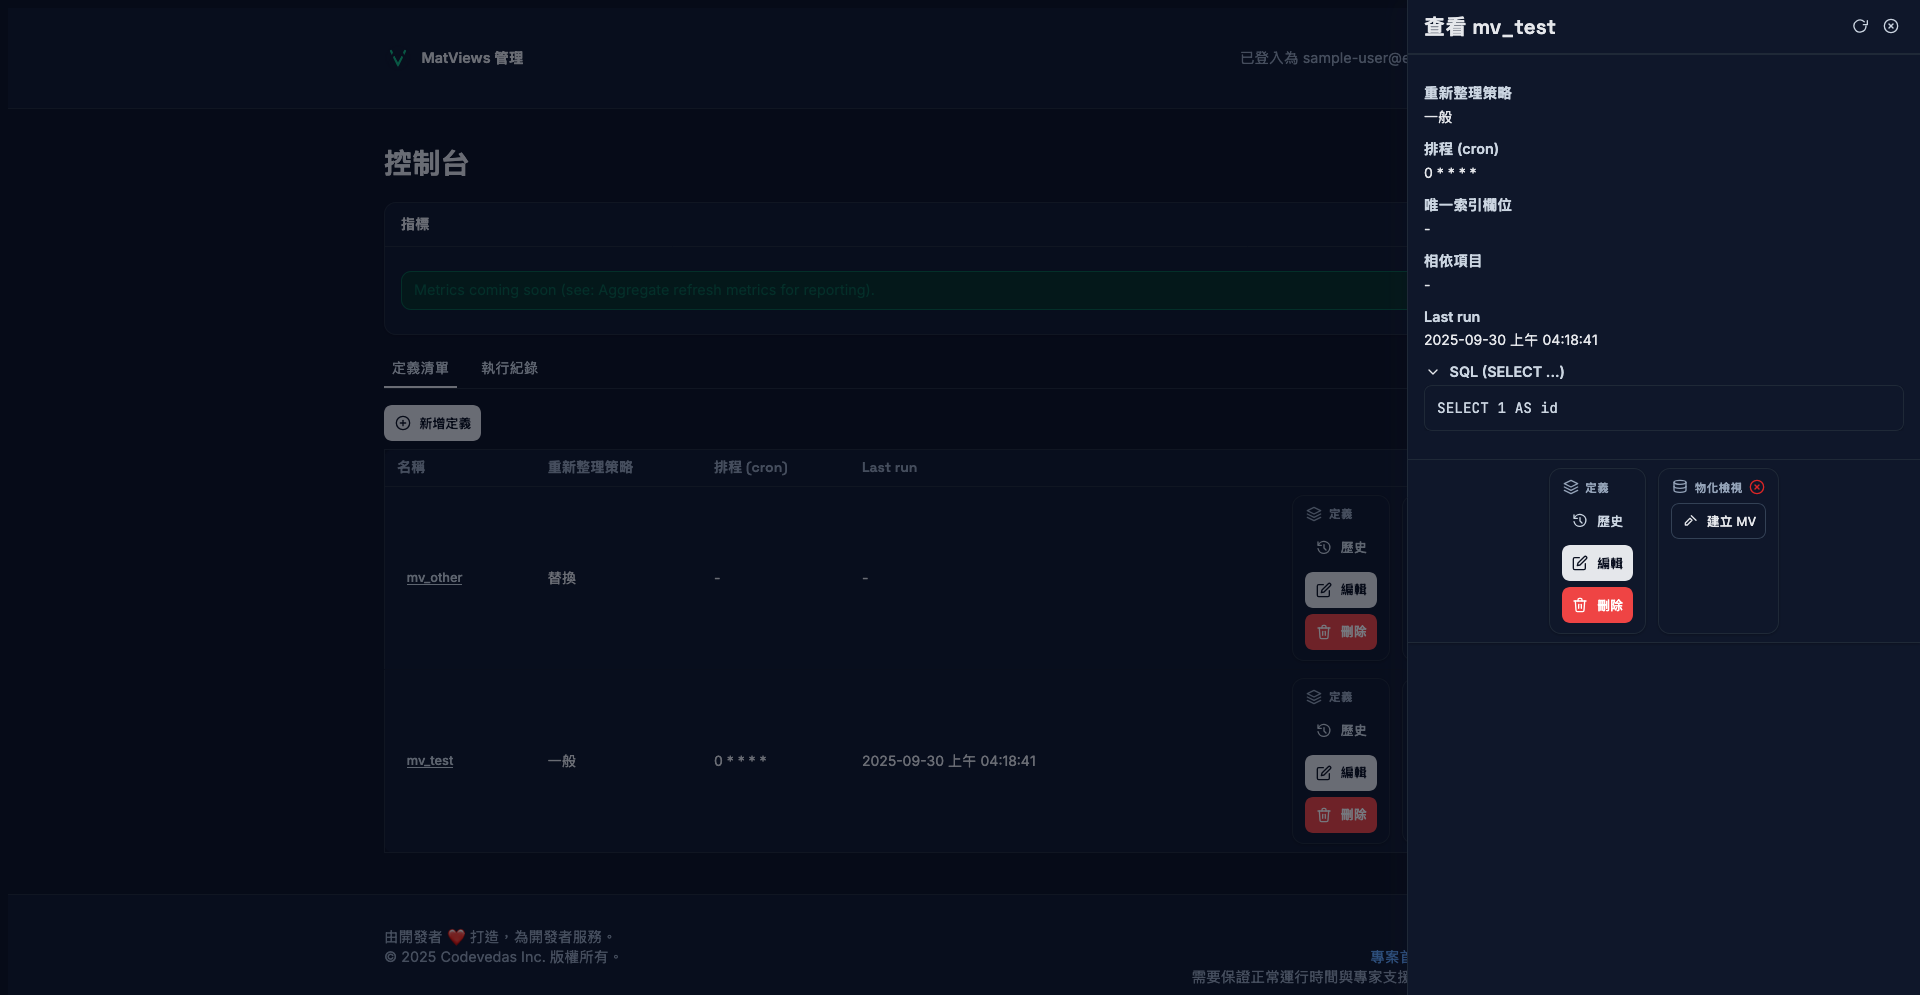 MatViews 管理
已登入為 sample-user@e
控制台
指標
Metrics coming soon (see: Aggregate refresh metrics for reporting).
定義清單 執行紀錄
新增定義
名稱 重新整理策略 排程 (cron) Last run
定義
歷史
mv_other 替換 - -
編輯
刪除
定義
歷史
mv_test 一般 0 * * * * 2025-09-30 上午 04:18:41
編輯
刪除
由開發者 ❤️ 打造，為開發者服務。
© 2025 Codevedas Inc. 版權所有。
專案首
需要保證正常運行時間與專家支援
查看 mv_test
重新整理策略
一般
排程 (cron)
0 * * * *
唯一索引欄位
-
相依項目
-
Last run
2025-09-30 上午 04:18:41
SQL (SELECT …)
SELECT 1 AS id
定義
歷史
編輯
刪除
物化檢視
建立 MV